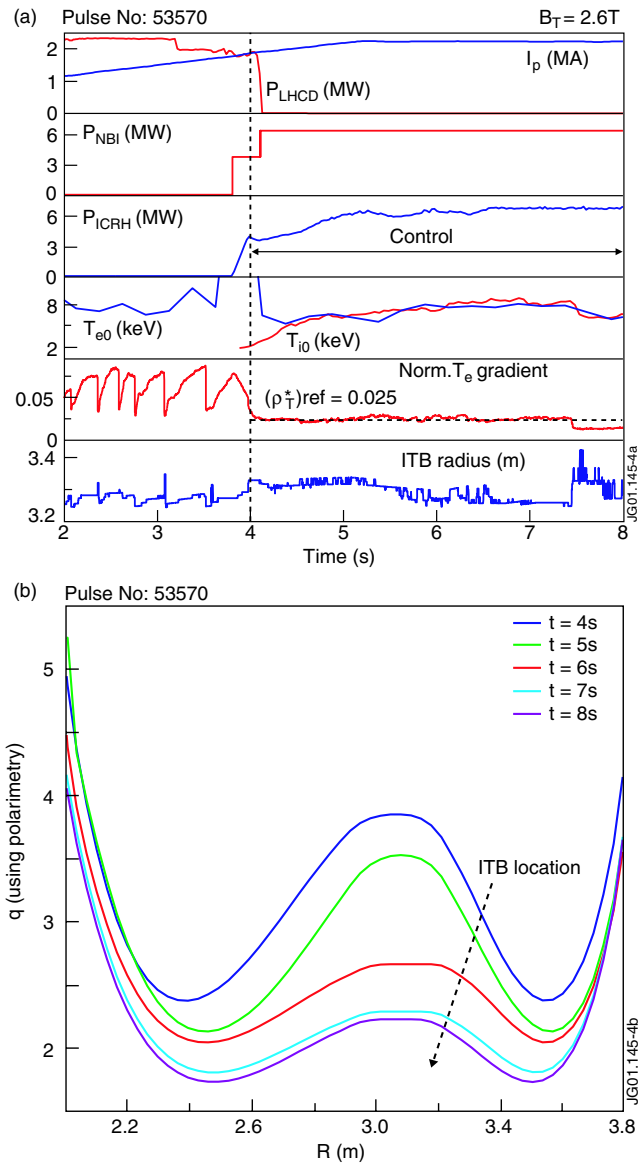 (a) Pulse No: 53570 B_T = 2.6T
2
1
0
I_p (MA)
P_LHCD (MW)
6
3
0
P_NBI (MW)
6
3
0
P_ICRH (MW)
Control
8
2
T_e0 (keV)
T_i0 (keV)
0.05
0
Norm.T_e gradient
(ρ*_T)ref = 0.025
3.4
3.2
ITB radius (m)
2 3 4 5 6 7 8
Time (s)
JG01.145-4a
(b) Pulse No: 53570
t = 4s
t = 5s
t = 6s
t = 7s
t = 8s
5
4
3
2
q (using polarimetry)
ITB location
2.2 2.6 3.0 3.4 3.8
R (m)
JG01.145-4b